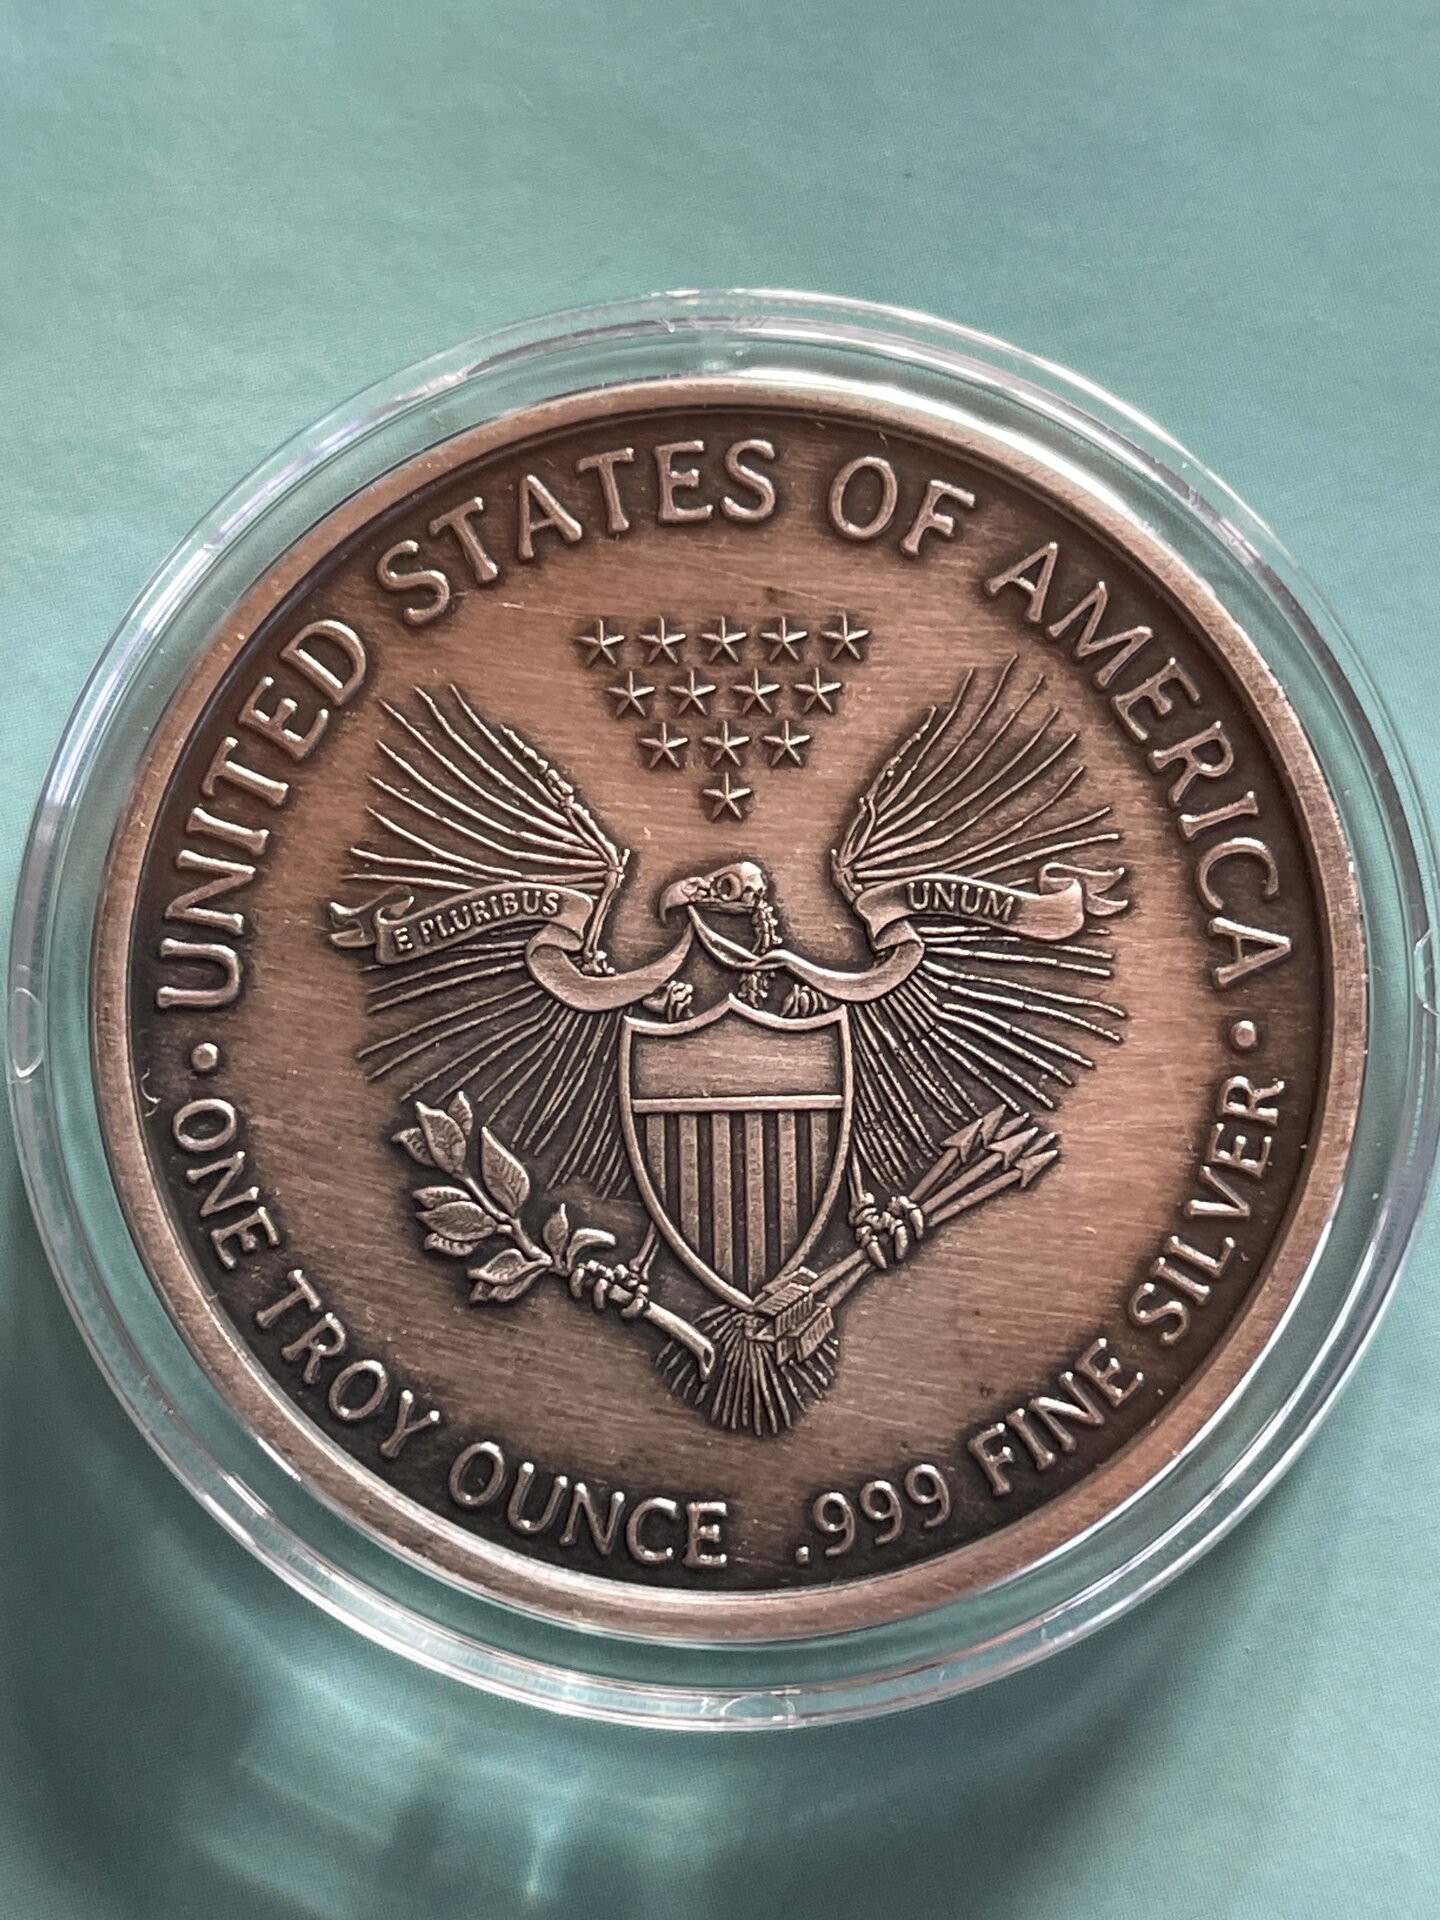 UNITED STATES OF AMERICA
E PLURIBUS UNUM
ONE TROY OUNCE .999 FINE SILVER